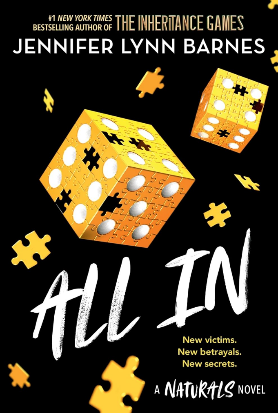 #1 NEW YORK TIMES
BESTSELLING AUTHOR OF THE INHERITANCE GAMES
JENNIFER LYNN BARNES
ALL IN
New victims.
New betrayals.
New secrets.
A NATURALS NOVEL